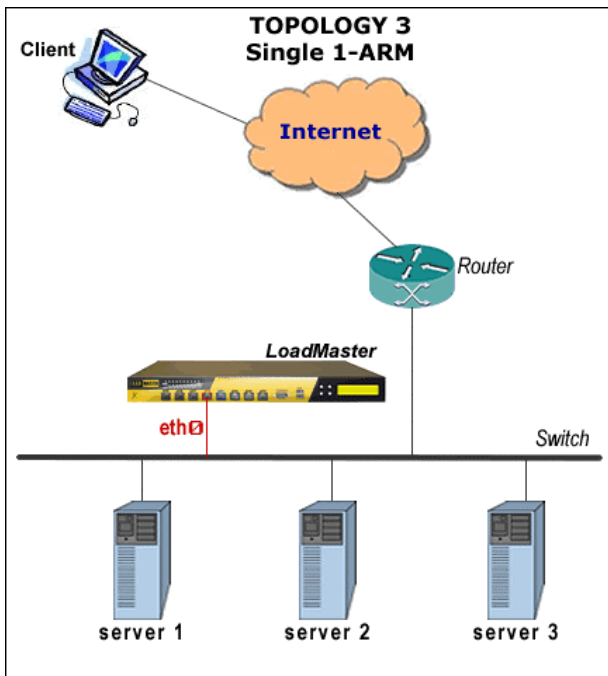 TOPOLOGY 3
Single 1-ARM
Client
Internet
Router
LoadMaster
eth0
Switch
server 1
server 2
server 3